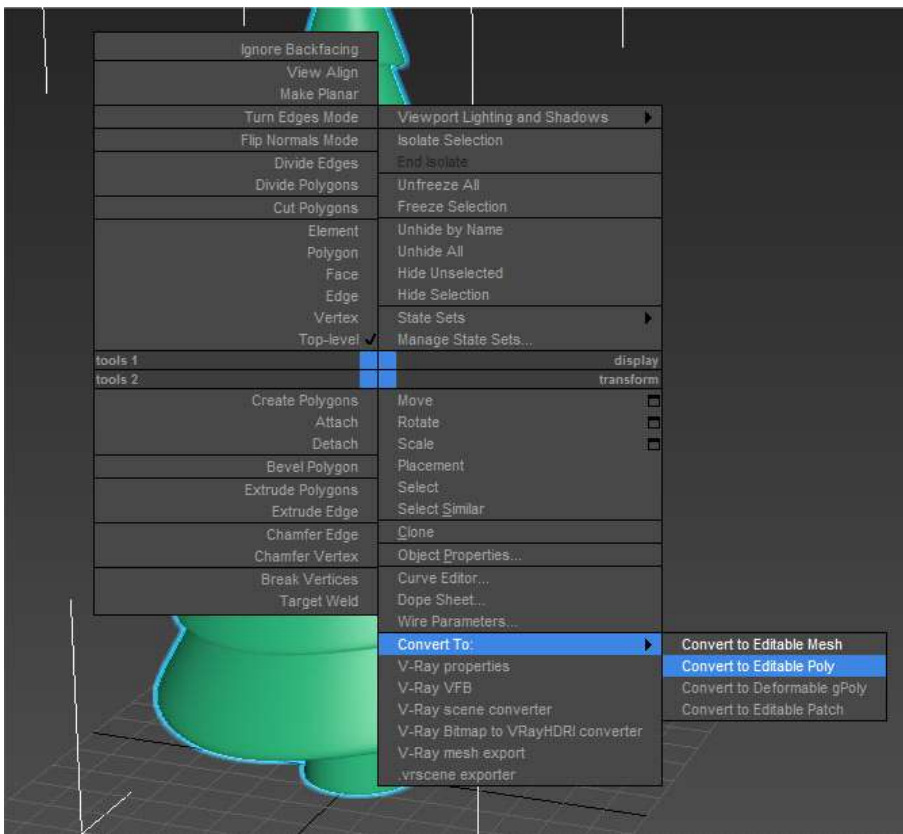 Ignore Backfacing
View Align
Make Planar
Turn Edges Mode
Flip Normals Mode
Divide Edges
Divide Polygons
Cut Polygons
Element
Polygon
Face
Edge
Vertex
Top-level
tools 1
tools 2
Create Polygons
Attach
Detach
Bevel Polygon
Extrude Polygons
Extrude Edge
Chamfer Edge
Chamfer Vertex
Break Vertices
Target Weld
Viewport Lighting and Shadows
Isolate Selection
End Isolate
Unfreeze All
Freeze Selection
Unhide by Name
Unhide All
Hide Unselected
Hide Selection
State Sets
Manage State Sets...
display
transform
Move
Rotate
Scale
Placement
Select
Select Similar
Clone
Object Properties...
Curve Editor...
Dope Sheet...
Wire Parameters...
Convert To:
V-Ray properties
V-Ray VFB
V-Ray scene converter
V-Ray Bitmap to VRayHDRI converter
V-Ray mesh export
.vrscene exporter
Convert to Editable Mesh
Convert to Editable Poly
Convert to Deformable gPoly
Convert to Editable Patch